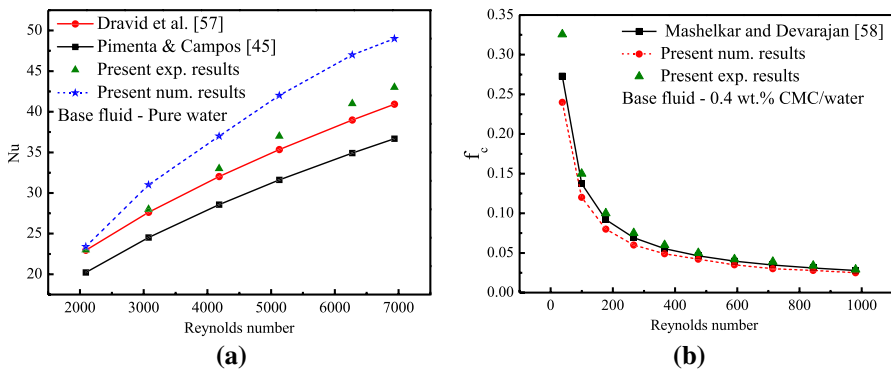 Dravid et al. [57]
Pimenta & Campos [45]
Present exp. results
Present num. results
Base fluid - Pure water
50
45
40
35
30
25
20
Nu
2000 3000 4000 5000 6000 7000
Reynolds number
(a)
Mashelkar and Devarajan [58]
Present num. results
Present exp. results
Base fluid - 0.4 wt.% CMC/water
0.35
0.30
0.25
0.20
0.15
0.10
0.05
0.00
fc
0 200 400 600 800 1000
Reynolds number
(b)